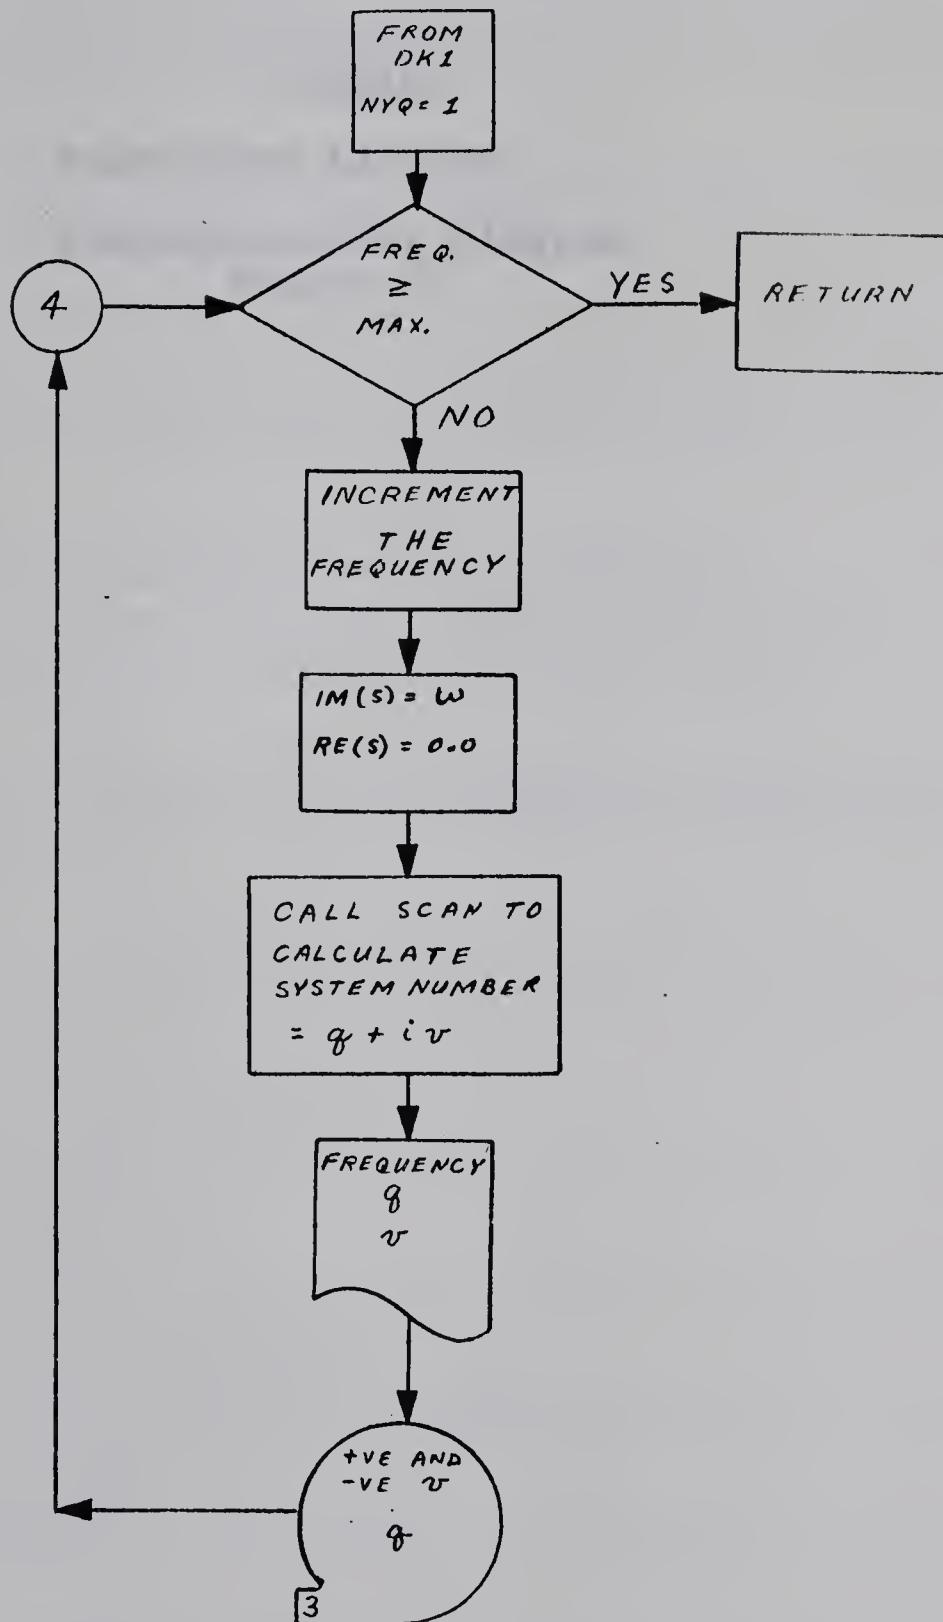 FROM
DK1
NYQ = 1
FREQ.
≥
MAX.
YES
RETURN
4
NO
INCREMENT
THE
FREQUENCY
IM(S) = ω
RE(S) = 0.0
CALL SCAN TO
CALCULATE
SYSTEM NUMBER
= q + i v
FREQUENCY
q
v
+VE AND
-VE v
q
3